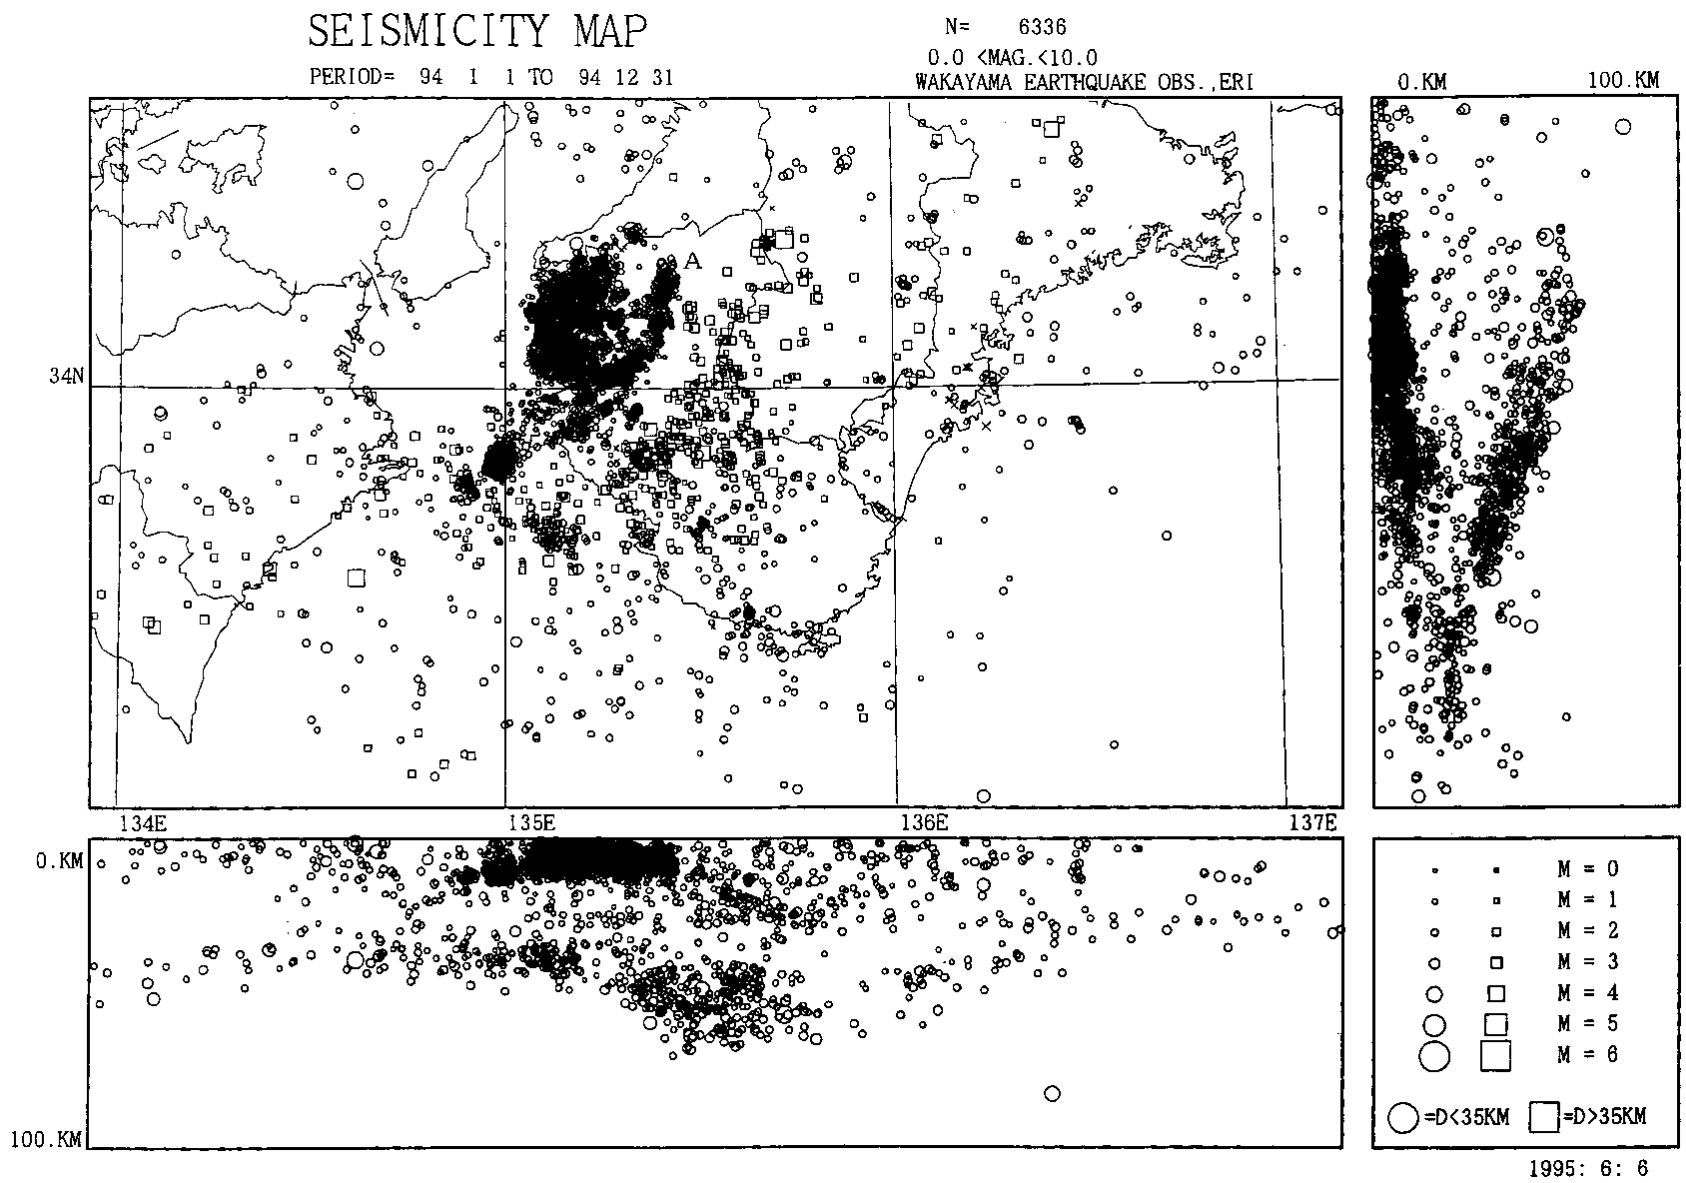 SEISMICITY MAP
N= 6336
0.0 <MAG.<10.0
PERIOD= 94 1 1 TO 94 12 31
WAKAYAMA EARTHQUAKE OBS.,ERI
0.KM 100.KM
A
34N
134E 135E 136E 137E
0.KM
100.KM
M = 0
M = 1
M = 2
M = 3
M = 4
M = 5
M = 6
=D<35KM =D>35KM
1995: 6: 6